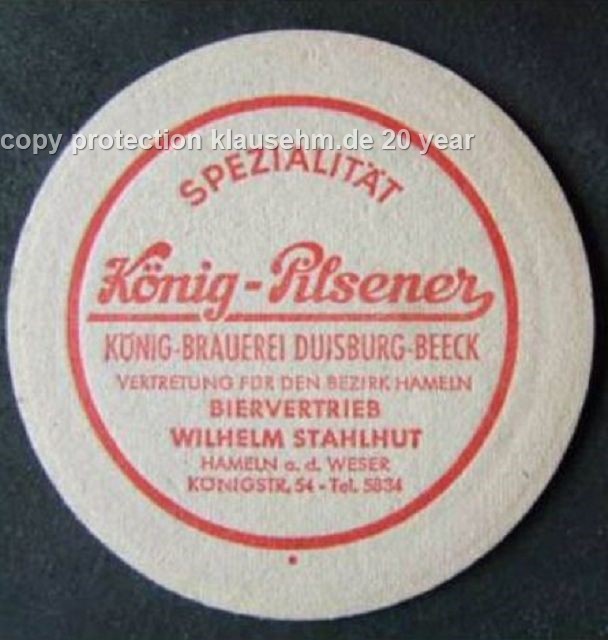 copy protection klausehm.de 20 year
SPEZIALITÄT
König-Pilsener
KÖNIG-BRAUEREI DUISBURG-BEECK
VERTRETUNG FÜR DEN BEZIRK HAMELN
BIERVERTRIEB
WILHELM STAHLHUT
HAMELN a. d. WESER
KÖNIGSTR. 54 - Tel. 5834